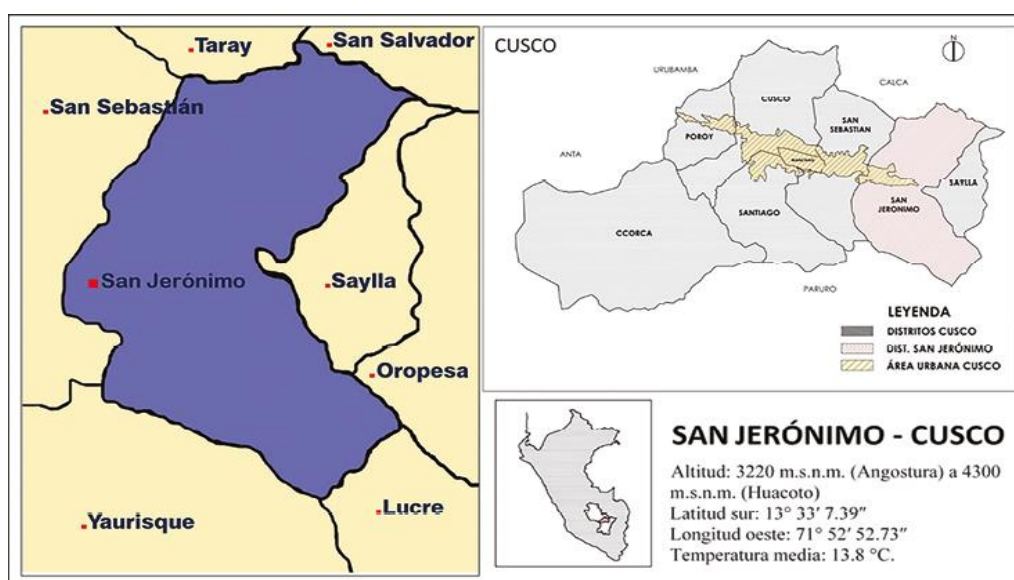 Taray
San Salvador
San Sebastián
San Jerónimo
Saylla
Oropesa
Lucre
Yaurisque
CUSCO
N
URUBAMBA
CALCA
CUSCO
SAN
SEBASTIAN
POROY
ANTA
SAYLLA
SAN
JERONIMO
SANTIAGO
CCORCA
PARURO
LEYENDA
DISTRITOS CUSCO
DIST. SAN JERÓNIMO
ÁREA URBANA CUSCO
SAN JERÓNIMO - CUSCO
Altitud: 3220 m.s.n.m. (Angostura) a 4300
m.s.n.m. (Huacoto)
Latitud sur: 13° 33′ 7.39″
Longitud oeste: 71° 52′ 52.73″
Temperatura media: 13.8 °C.